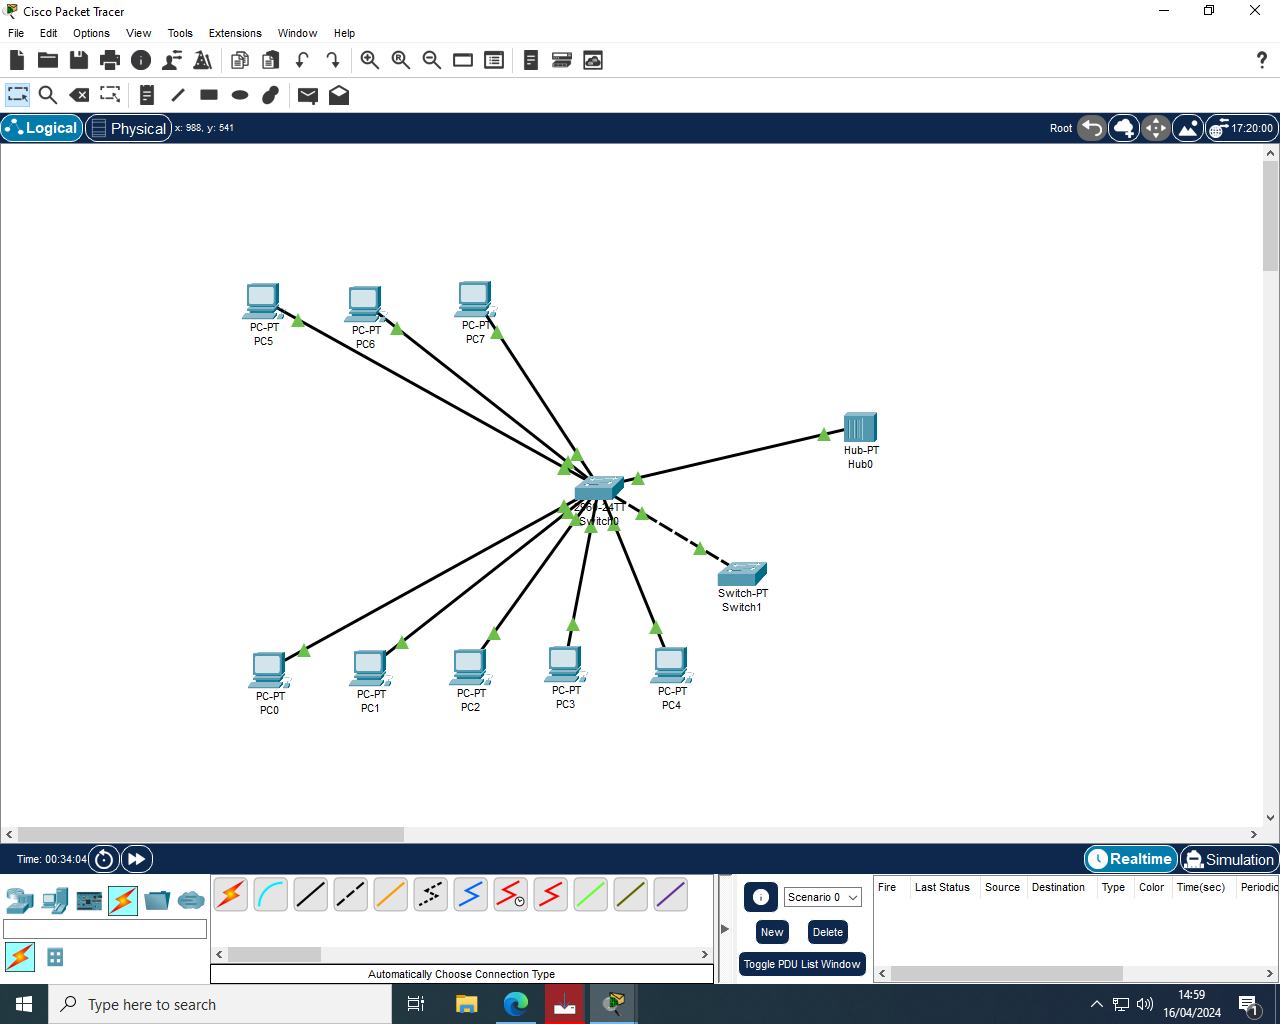 Cisco Packet Tracer
File Edit Options View Tools Extensions Window Help
Logical Physical x: 988, y: 541 Root 17:20:00
PC-PT
PC5
PC-PT
PC6
PC-PT
PC7
Hub-PT
Hub0
2960-24TT
Switch0
Switch-PT
Switch1
PC-PT
PC0
PC-PT
PC1
PC-PT
PC2
PC-PT
PC3
PC-PT
PC4
Time: 00:34:04 Realtime Simulation
Scenario 0
New Delete
Toggle PDU List Window
Fire Last Status Source Destination Type Color Time(sec) Periodic
Automatically Choose Connection Type
Type here to search
14:59
16/04/2024
1